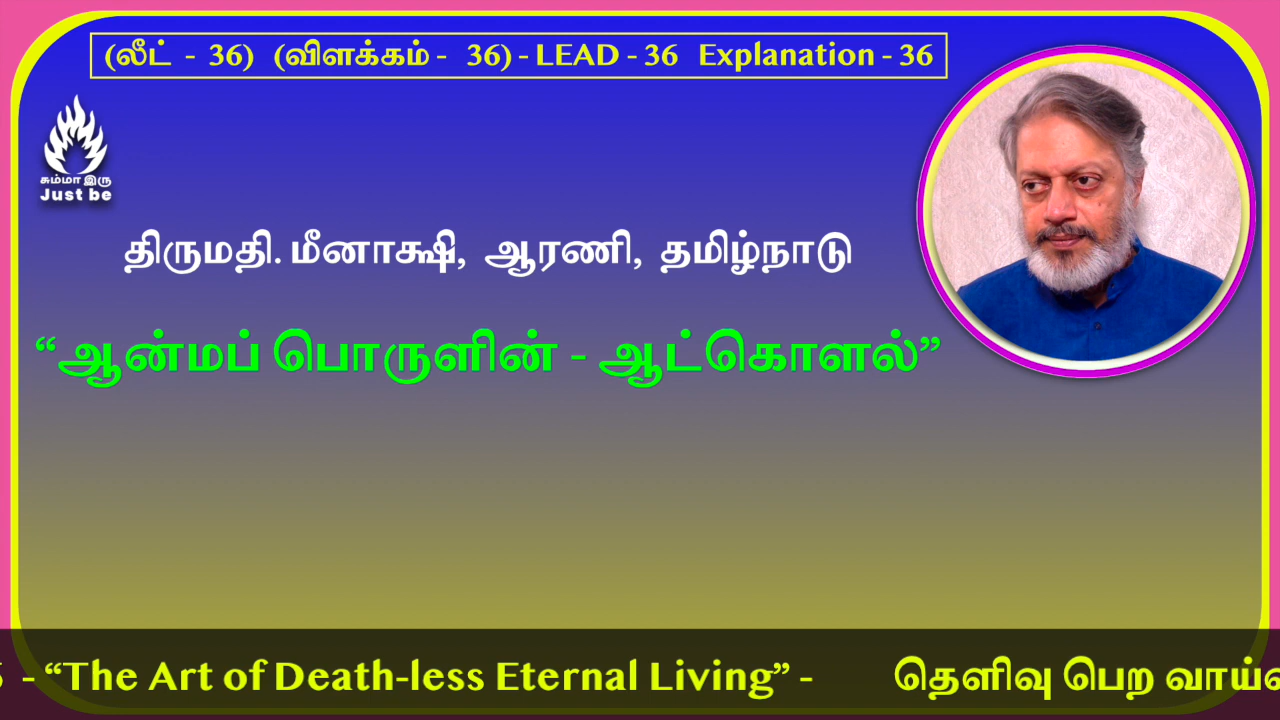 (லீட் - 36) (விளக்கம் - 36) - LEAD - 36 Explanation - 36
சும்மா இரு
Just be
திருமதி. மீனாக்ஷி, ஆரணி, தமிழ்நாடு
“ஆன்மப் பொருளின் - ஆட்கொளல்”
- “The Art of Death-less Eternal Living” - தெளிவு பெற